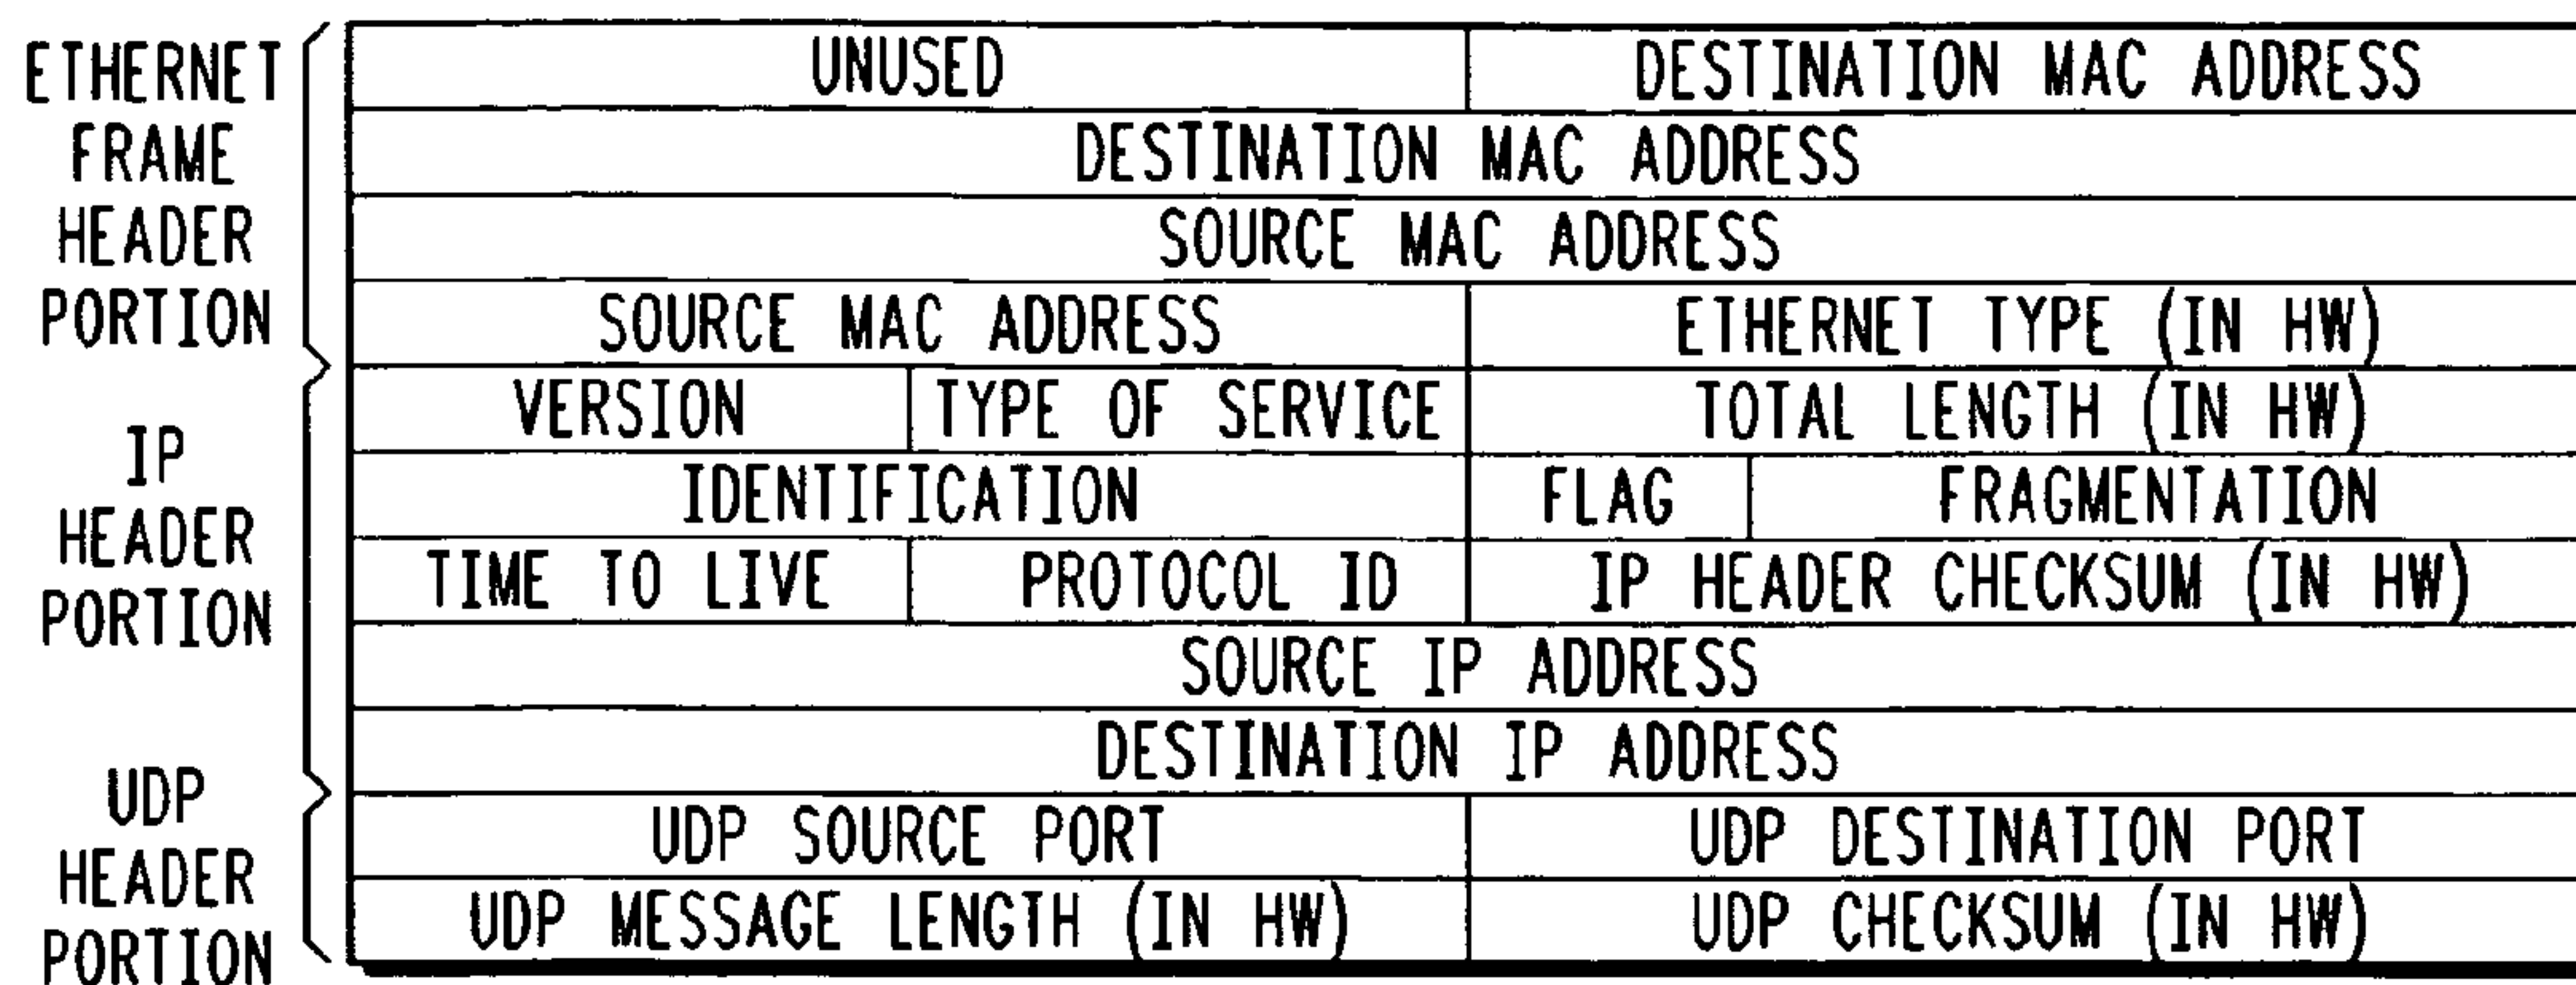 ETHERNET
FRAME
HEADER
PORTION
UNUSED DESTINATION MAC ADDRESS
DESTINATION MAC ADDRESS
SOURCE MAC ADDRESS
SOURCE MAC ADDRESS ETHERNET TYPE (IN HW)
IP
HEADER
PORTION
VERSION TYPE OF SERVICE TOTAL LENGTH (IN HW)
IDENTIFICATION FLAG FRAGMENTATION
TIME TO LIVE PROTOCOL ID IP HEADER CHECKSUM (IN HW)
SOURCE IP ADDRESS
DESTINATION IP ADDRESS
UDP
HEADER
PORTION
UDP SOURCE PORT UDP DESTINATION PORT
UDP MESSAGE LENGTH (IN HW) UDP CHECKSUM (IN HW)